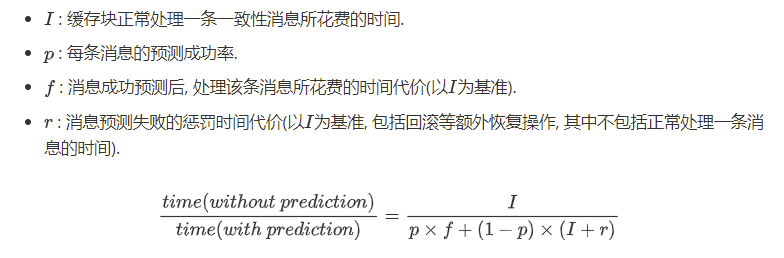 • I : 缓存块正常处理一条一致性消息所花费的时间.
• p : 每条消息的预测成功率.
• f : 消息成功预测后, 处理该条消息所花费的时间代价(以I为基准).
• r : 消息预测失败的惩罚时间代价(以I为基准, 包括回滚等额外恢复操作, 其中不包括正常处理一条消
息的时间).
time(without prediction) / time(with prediction) = I / p × f + (1 − p) × (I + r)